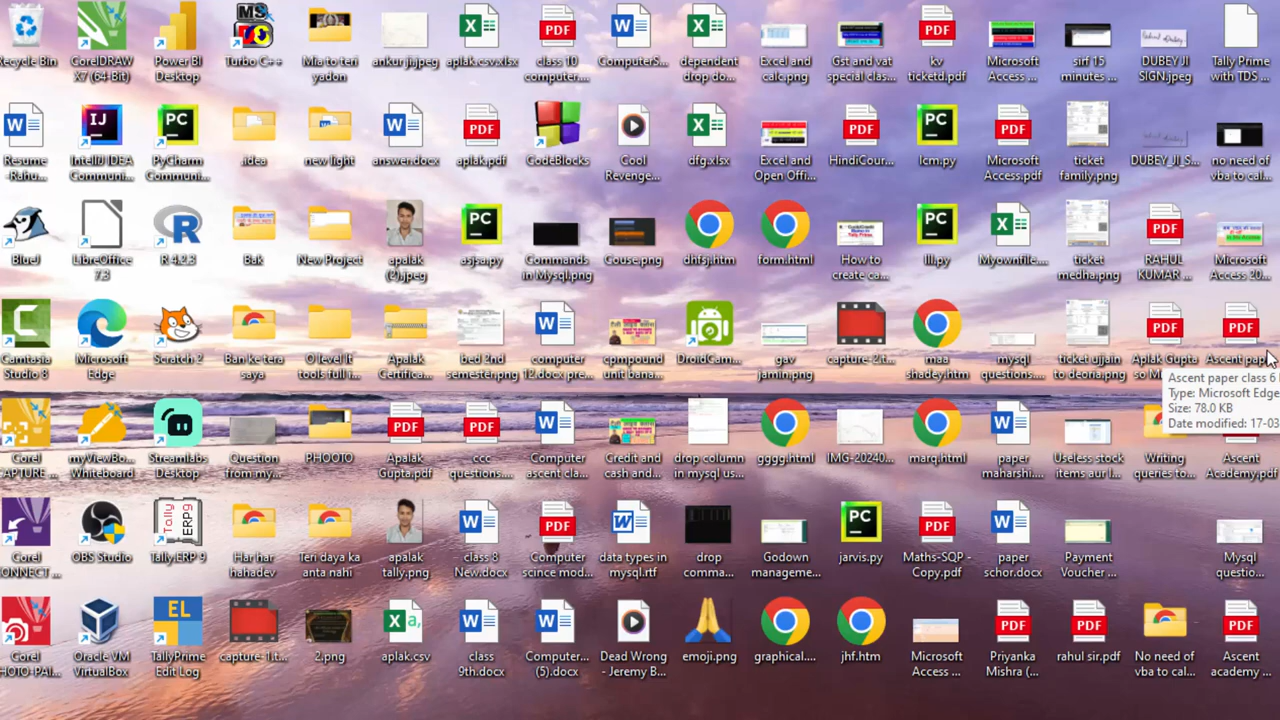 Recycle Bin
CorelDRAW
X7 (64-Bit)
Power BI
Desktop
Turbo C++
Mia to teri
yadon
ankurji.jpeg
aplak.csv.xlsx
class 10
computer...
ComputerS...
dependent
drop do...
Excel and
calc.png
Gst and vat
special clas...
kv
ticketd.pdf
Microsoft
Access...
sirf 15
minutes ...
DUBEY JI
SIGN.jpeg
Tally Prime
with TDS ...
Resume
-Rahu...
IntelliJ IDEA
Communi...
PyCharm
Communi...
.idea
new light
answer.docx
aplak.pdf
CodeBlocks
Cool
Revenge...
dfg.xlsx
Excel and
Open Offi...
HindiCour...
lcm.py
Microsoft
Access.pdf
ticket
family.png
DUBEY_JI_S...
no need of
vba to cal...
BlueJ
LibreOffice
7.3
R 4.2.3
Bak
New Project
apalak
(2).jpeg
asjsa.py
Commands
in Mysql.png
Couse.png
dhfsj.htm
form.html
How to
create ca...
lll.py
Myownfile....
ticket
medha.png
RAHUL
KUMAR ...
Microsoft
Access 20...
Camtasia
Studio 8
Microsoft
Edge
Scratch 2
Ban ke tera
saya
O level It
tools full i...
Apalak
Certifica...
bed 2nd
semester.png
computer
12.docx pre...
cpmpound
unit bana...
DroidCam...
gav
jamin.png
capture-2.t...
maa
shadey.htm
mysql
questions....
ticket ujjain
to deoria.png
Aplak Gupta
so M...
Ascent pap
Ascent paper class 6
Type: Microsoft Edge
Size: 78.0 KB
Date modified: 17-03
Corel
CAPTURE ...
myViewBo...
Whiteboard
Streamlabs
Desktop
Question
from my...
PHOOTO
Apalak
Gupta.pdf
ccc
questions....
Computer
ascent cla...
Credit and
cash and...
drop column
in mysql us...
gggg.html
IMG-20240...
marq.html
paper
maharshi....
Useless stock
items aur l...
Writing
queries to...
Ascent
Academy.pdf
Corel
CONNECT ...
OBS Studio
Tally.ERP 9
Har har
hahadev
Teri daya ka
anta nahi
apalak
tally.png
class 8
New.docx
Computer
scince mod...
data types in
mysql.rtf
drop
comma...
Godown
manageme...
jarvis.py
Maths-SQP -
Copy.pdf
paper
schor.docx
Payment
Voucher ...
Mysql
questio...
Corel
PHOTO-PAI...
Oracle VM
VirtualBox
TallyPrime
Edit Log
capture-1.t...
2.png
aplak.csv
class
9th.docx
Computer...
(5).docx
Dead Wrong
- Jeremy B...
emoji.png
graphical....
jhf.htm
Microsoft
Access ...
Priyanka
Mishra (...
rahul sir.pdf
No need of
vba to cal...
Ascent
academy ...